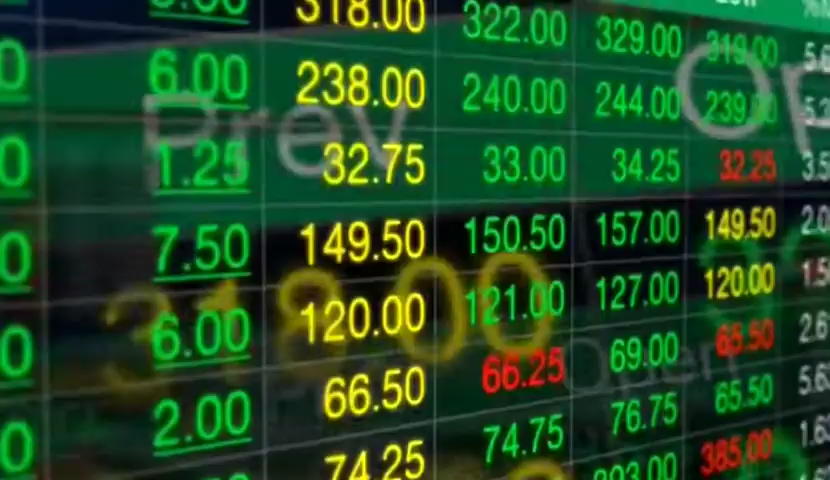 318.00 322.00 329.00 319.00
6.00 238.00 240.00 244.00 239.00
Prev Op
1.25 32.75 33.00 34.25 32.25
7.50 149.50 150.50 157.00 149.50
318.00
6.00 120.00 121.00 127.00 120.00
Open
66.50 66.25 69.00 65.50
2.00 74.25 74.75 76.75 65.50
385.00